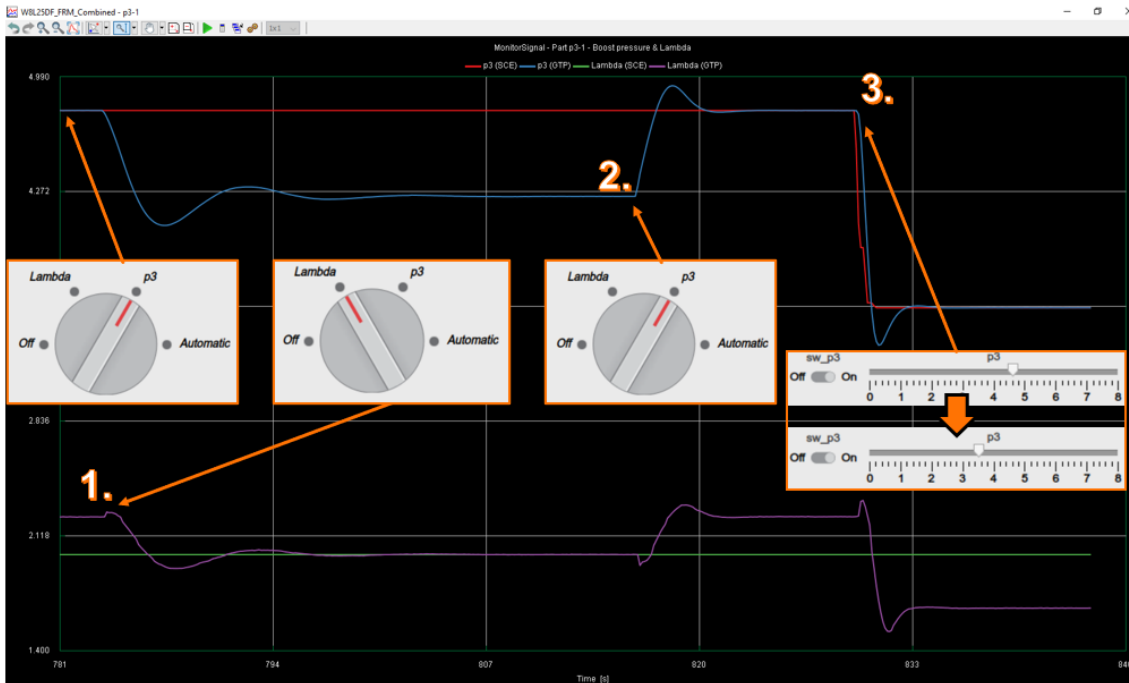 W8L25DF_FRM_Combined - p3-1
1x1
MonitorSignal - Part p3-1 - Boost pressure & Lambda
p3 (SCE) p3 (GTP) Lambda (SCE) Lambda (GTP)
4.990
3.
4.272
2.
Lambda p3
Off Automatic
Lambda p3
Off Automatic
Lambda p3
Off Automatic
sw_p3 p3
Off On
0 1 2 3 4 5 6 7 8
2.836
sw_p3 p3
Off On
0 1 2 3 4 5 6 7 8
1.
2.118
1.400
781 794 807 820 833 846
Time [s]